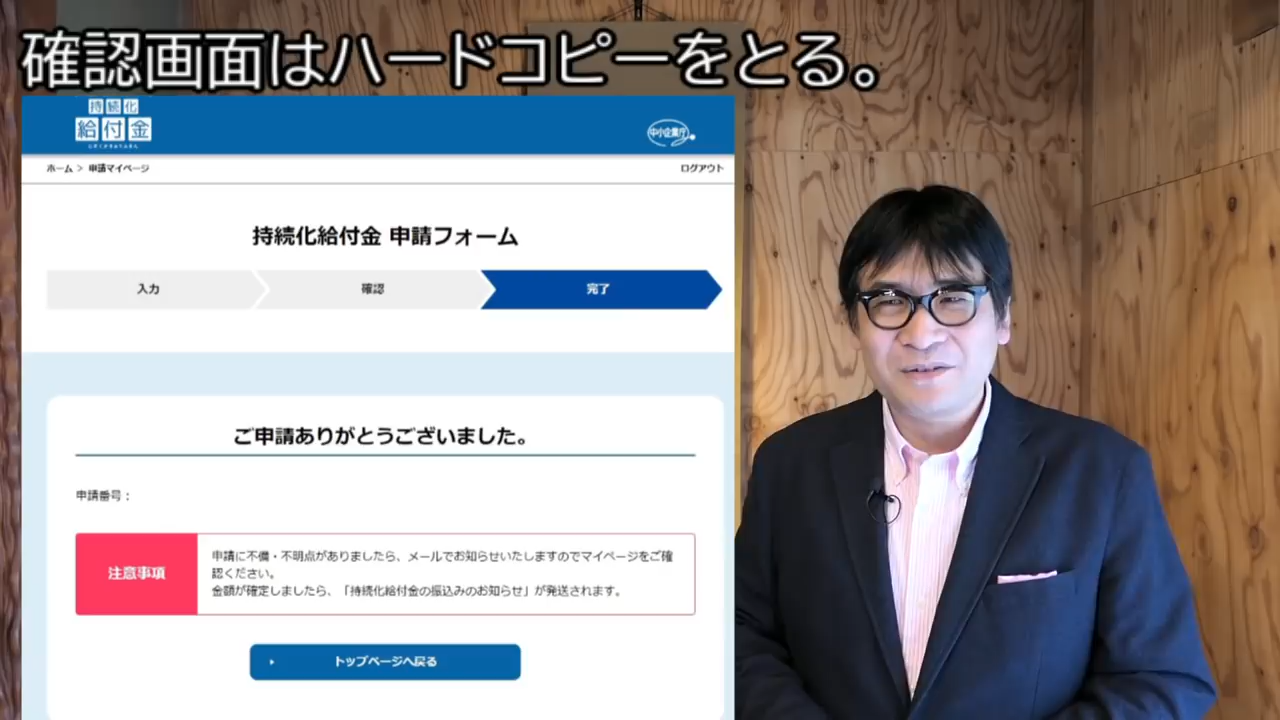 確認画面はハードコピーをとる。
持続化
給付金
中小企業庁
ホーム > 申請マイページ
ログアウト
持続化給付金 申請フォーム
入力
確認
完了
ご申請ありがとうございました。
申請番号：
注意事項
申請に不備・不明点がありましたら、メールでお知らせいたしますのでマイページをご確
認ください。
金額が確定しましたら、「持続化給付金の振込みのお知らせ」が発送されます。
トップページへ戻る